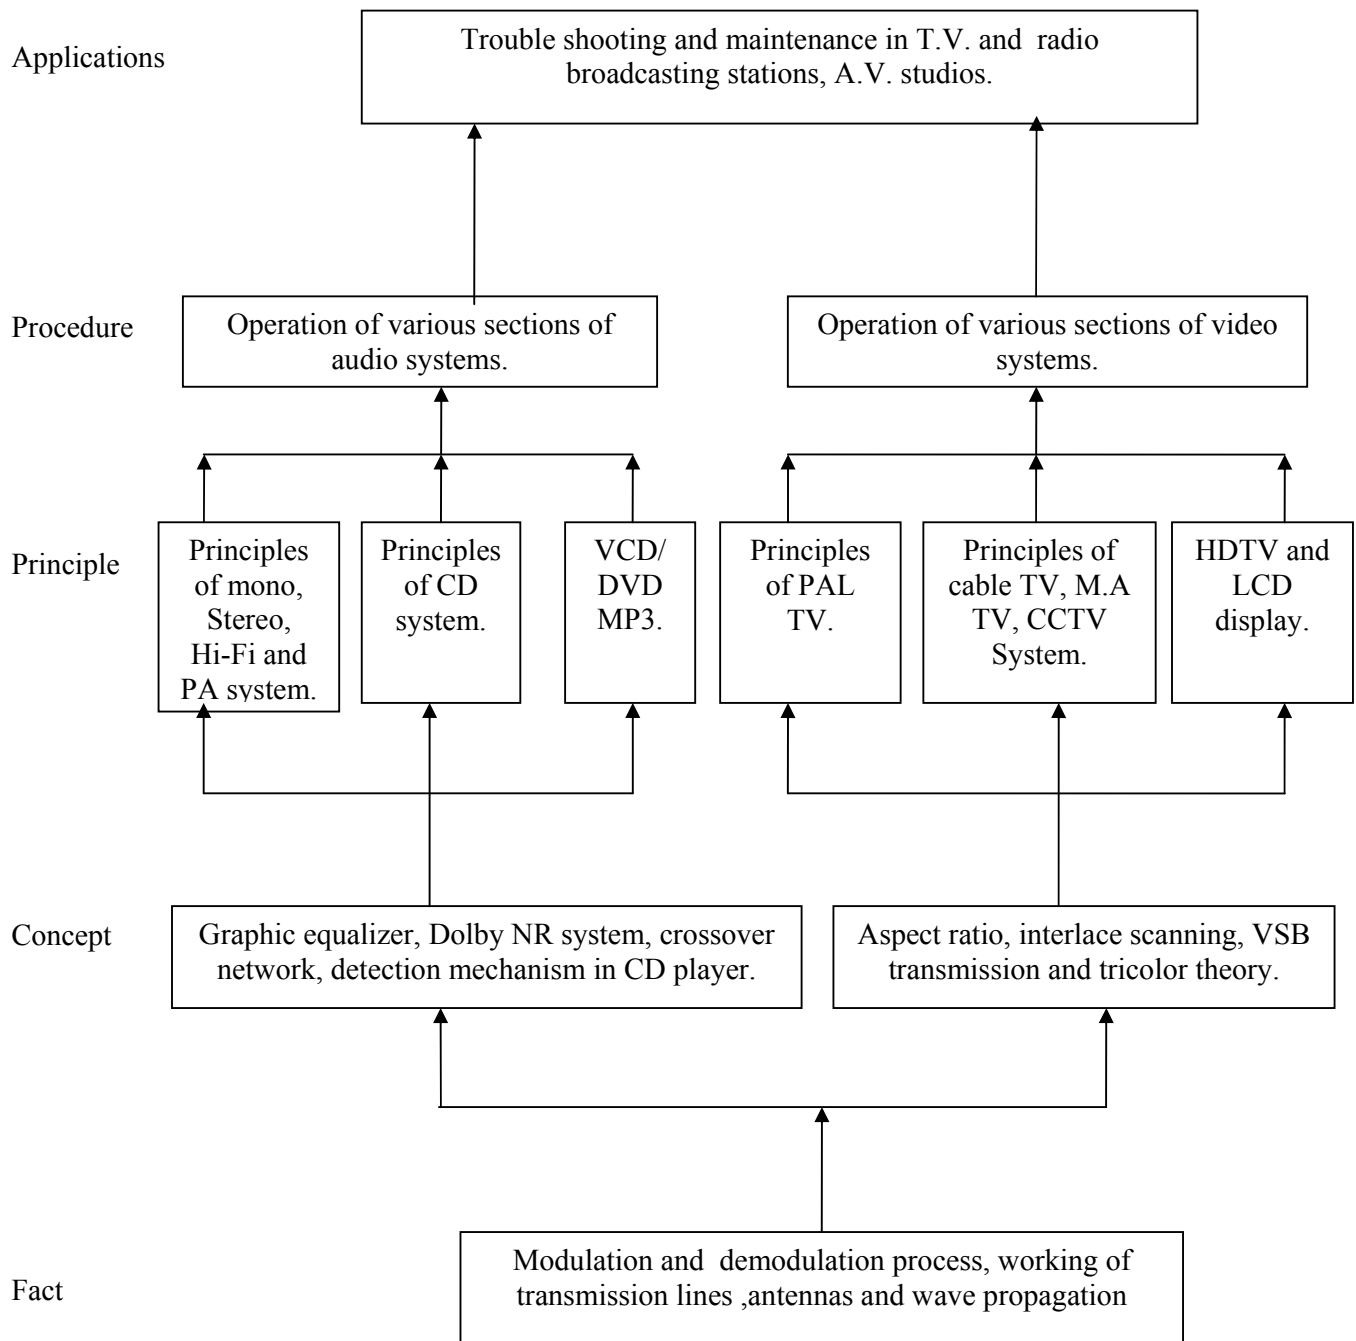 Applications
Trouble shooting and maintenance in T.V. and radio
broadcasting stations, A.V. studios.
Procedure
Operation of various sections of
audio systems.
Operation of various sections of video
systems.
Principle
Principles
of mono,
Stereo,
Hi-Fi and
PA system.
Principles
of CD
system.
VCD/
DVD
MP3.
Principles
of PAL
TV.
Principles of
cable TV, M.A
TV, CCTV
System.
HDTV and
LCD
display.
Concept
Graphic equalizer, Dolby NR system, crossover
network, detection mechanism in CD player.
Aspect ratio, interlace scanning, VSB
transmission and tricolor theory.
Fact
Modulation and demodulation process, working of
transmission lines ,antennas and wave propagation